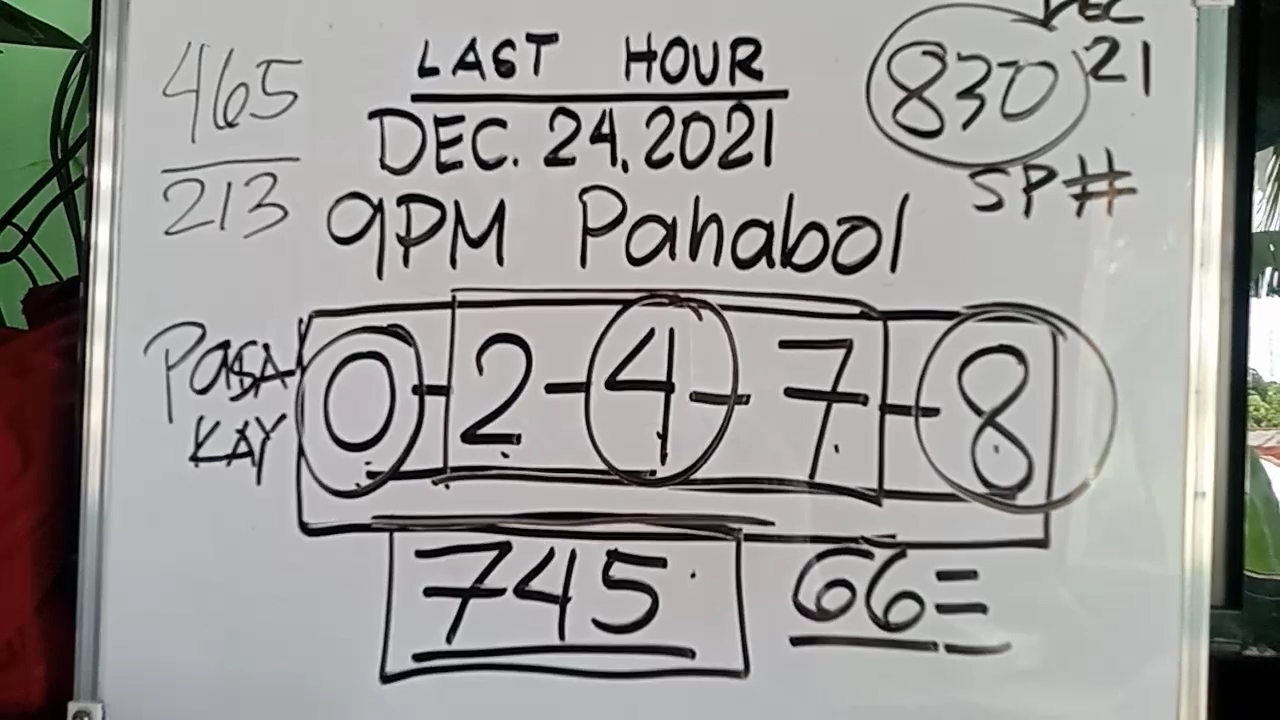 465
213
LAST HOUR
DEC. 24, 2021
9PM Pahabol
DEC
830 21
SP#
PasA
KAY
0-2-4-7-8
745
66=